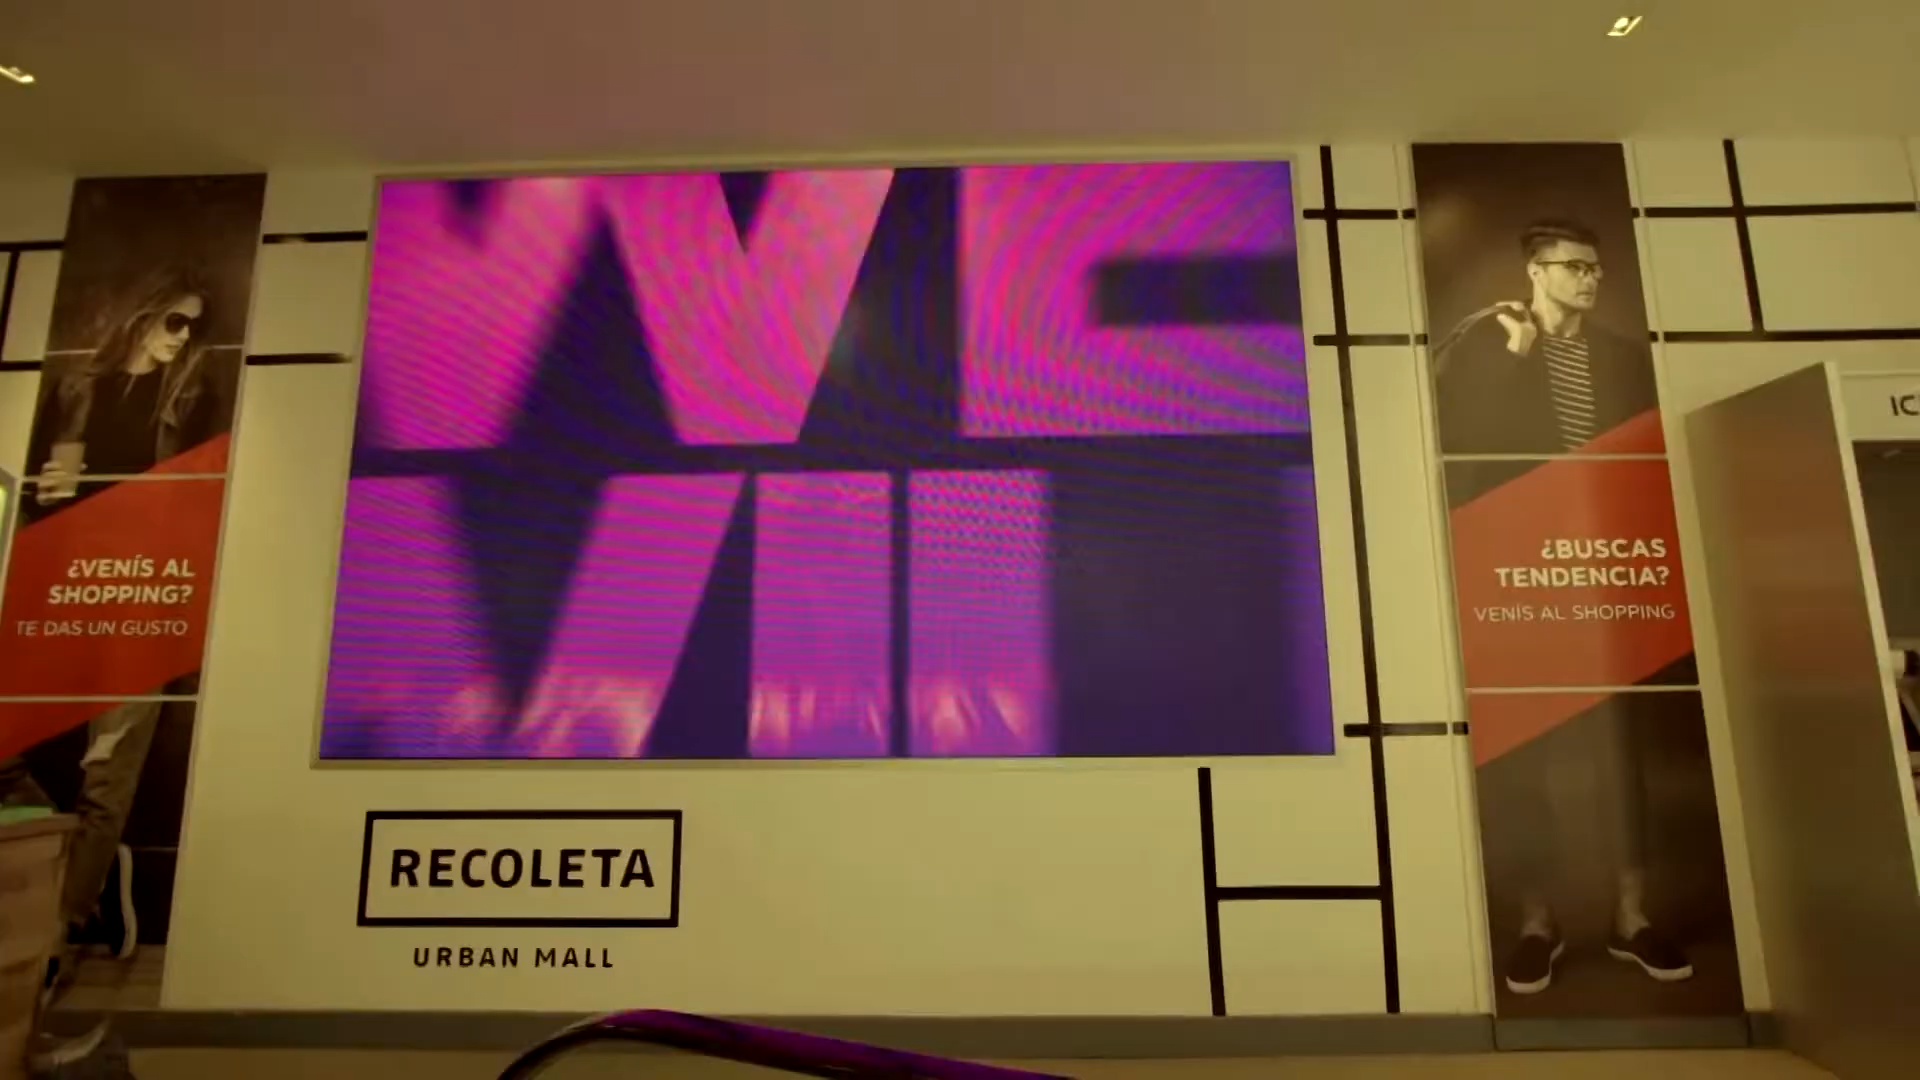 ¿VENÍS AL
SHOPPING?
TE DAS UN GUSTO
¿BUSCAS
TENDENCIA?
VENÍS AL SHOPPING
RECOLETA
URBAN MALL